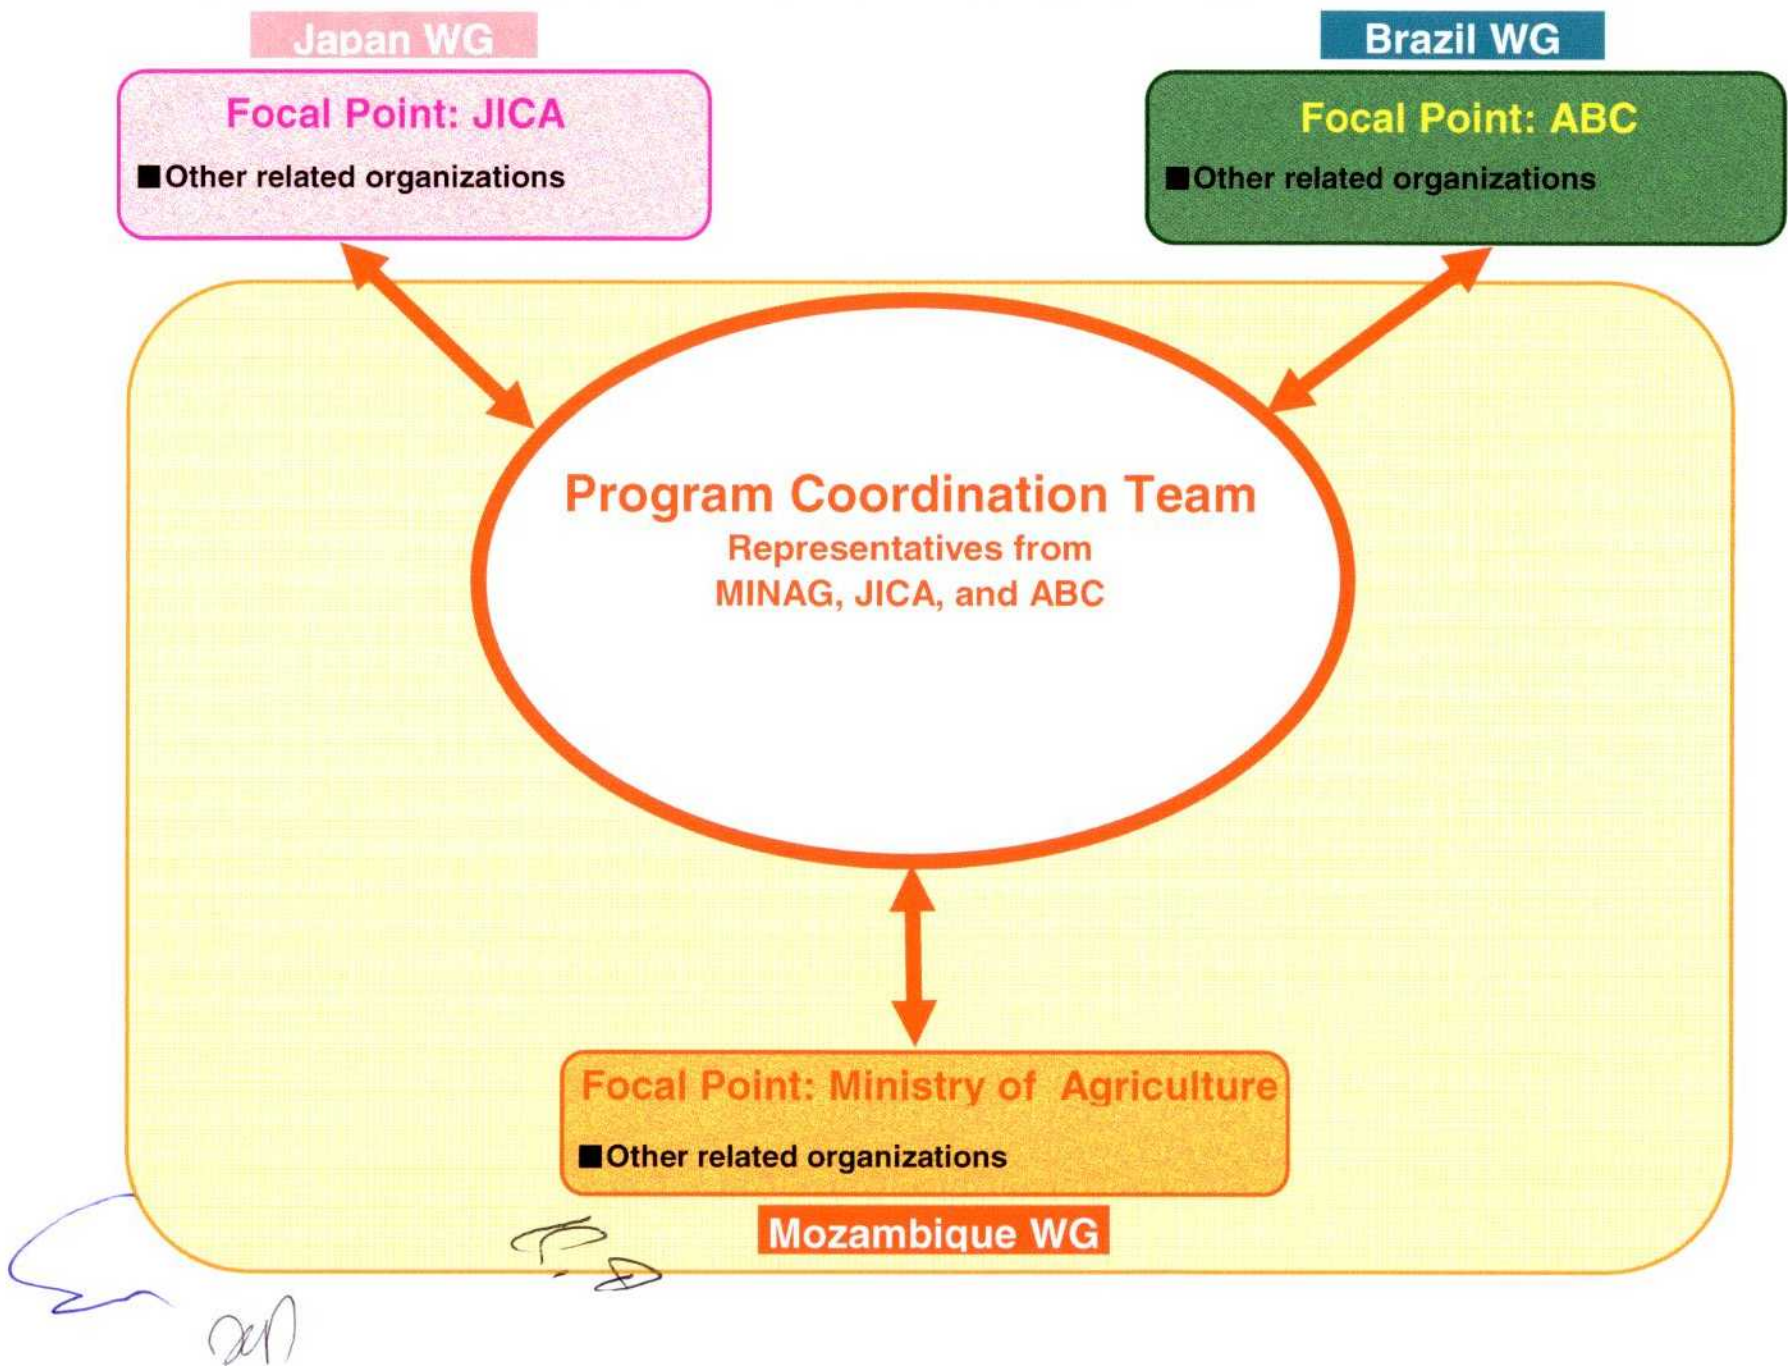 Japan WG
Brazil WG
Focal Point: JICA
■Other related organizations
Focal Point: ABC
■Other related organizations
Program Coordination Team
Representatives from
MINAG, JICA, and ABC
Focal Point: Ministry of Agriculture
■Other related organizations
Mozambique WG